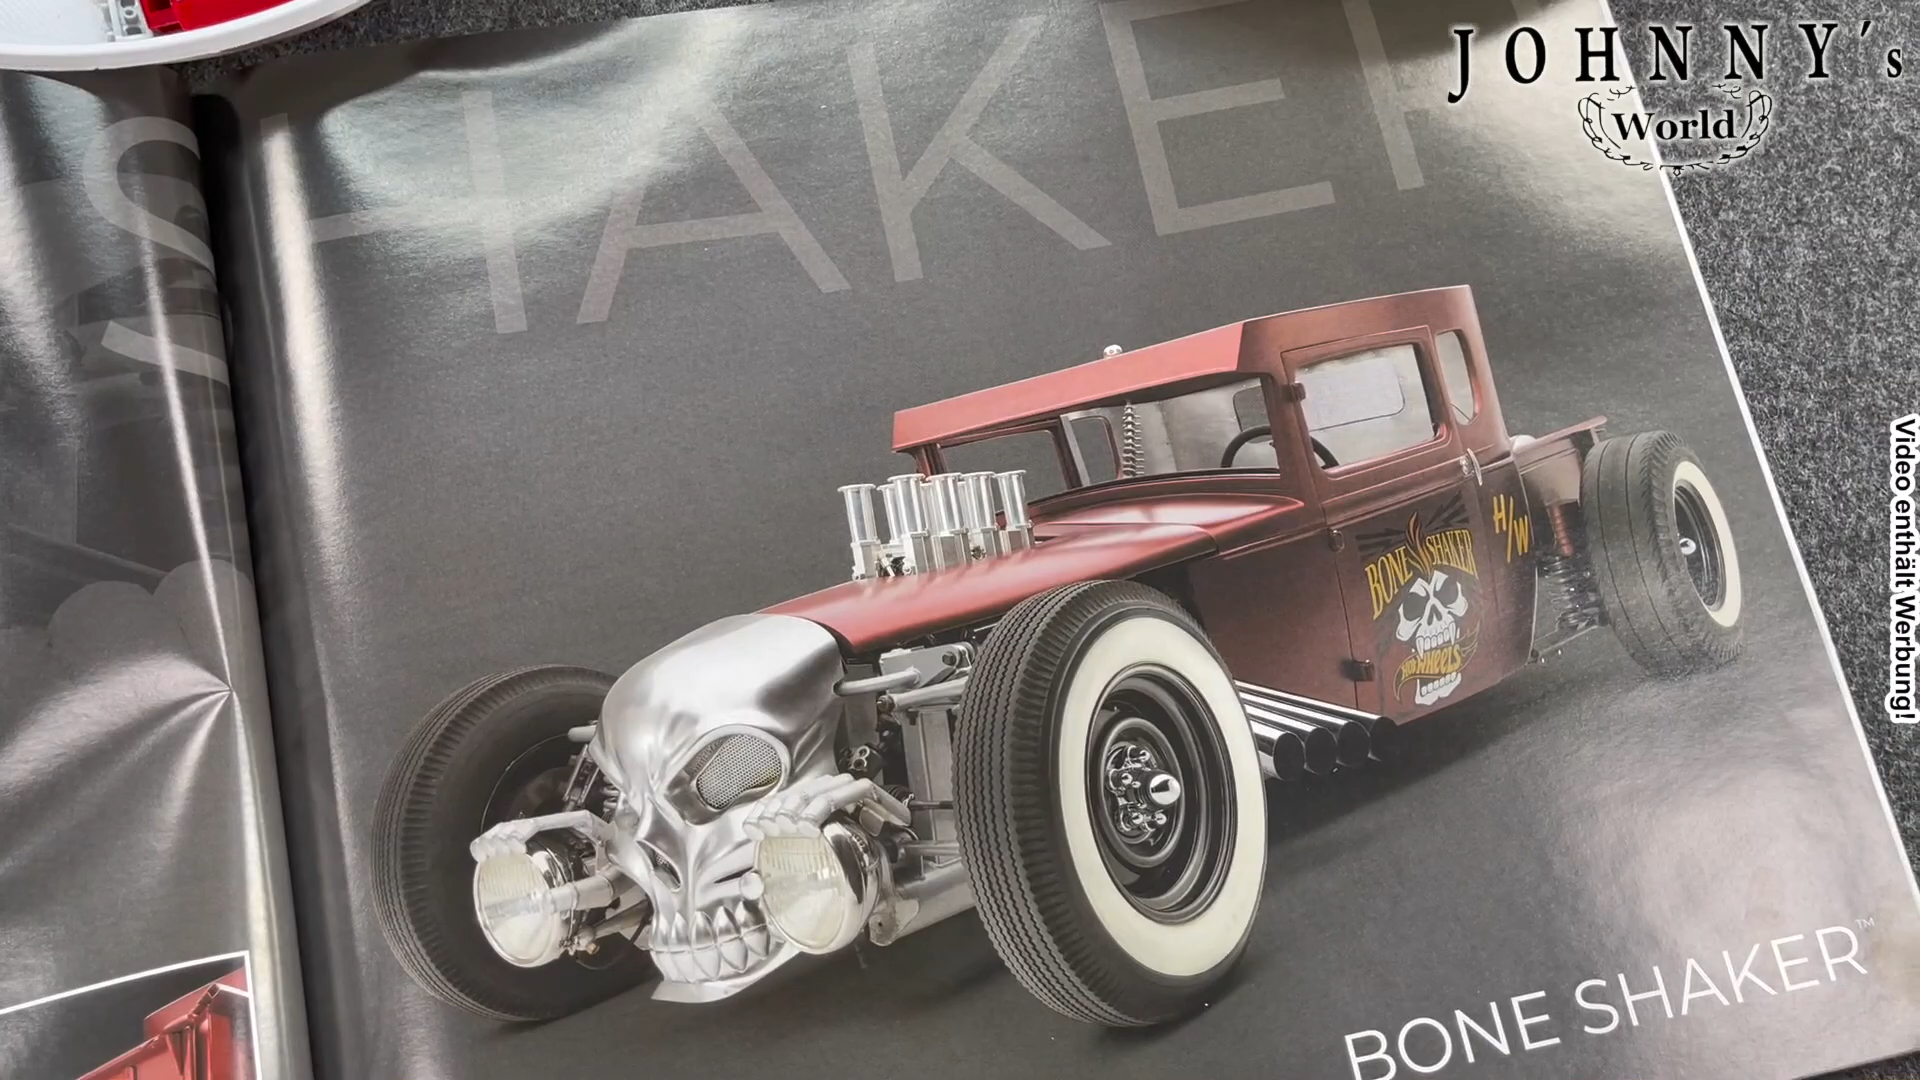 SHAKER
JOHNNY´s
World
H/W
BONE SHAKER
HOT WHEELS
BONE SHAKER™
Video enthält Werbung!